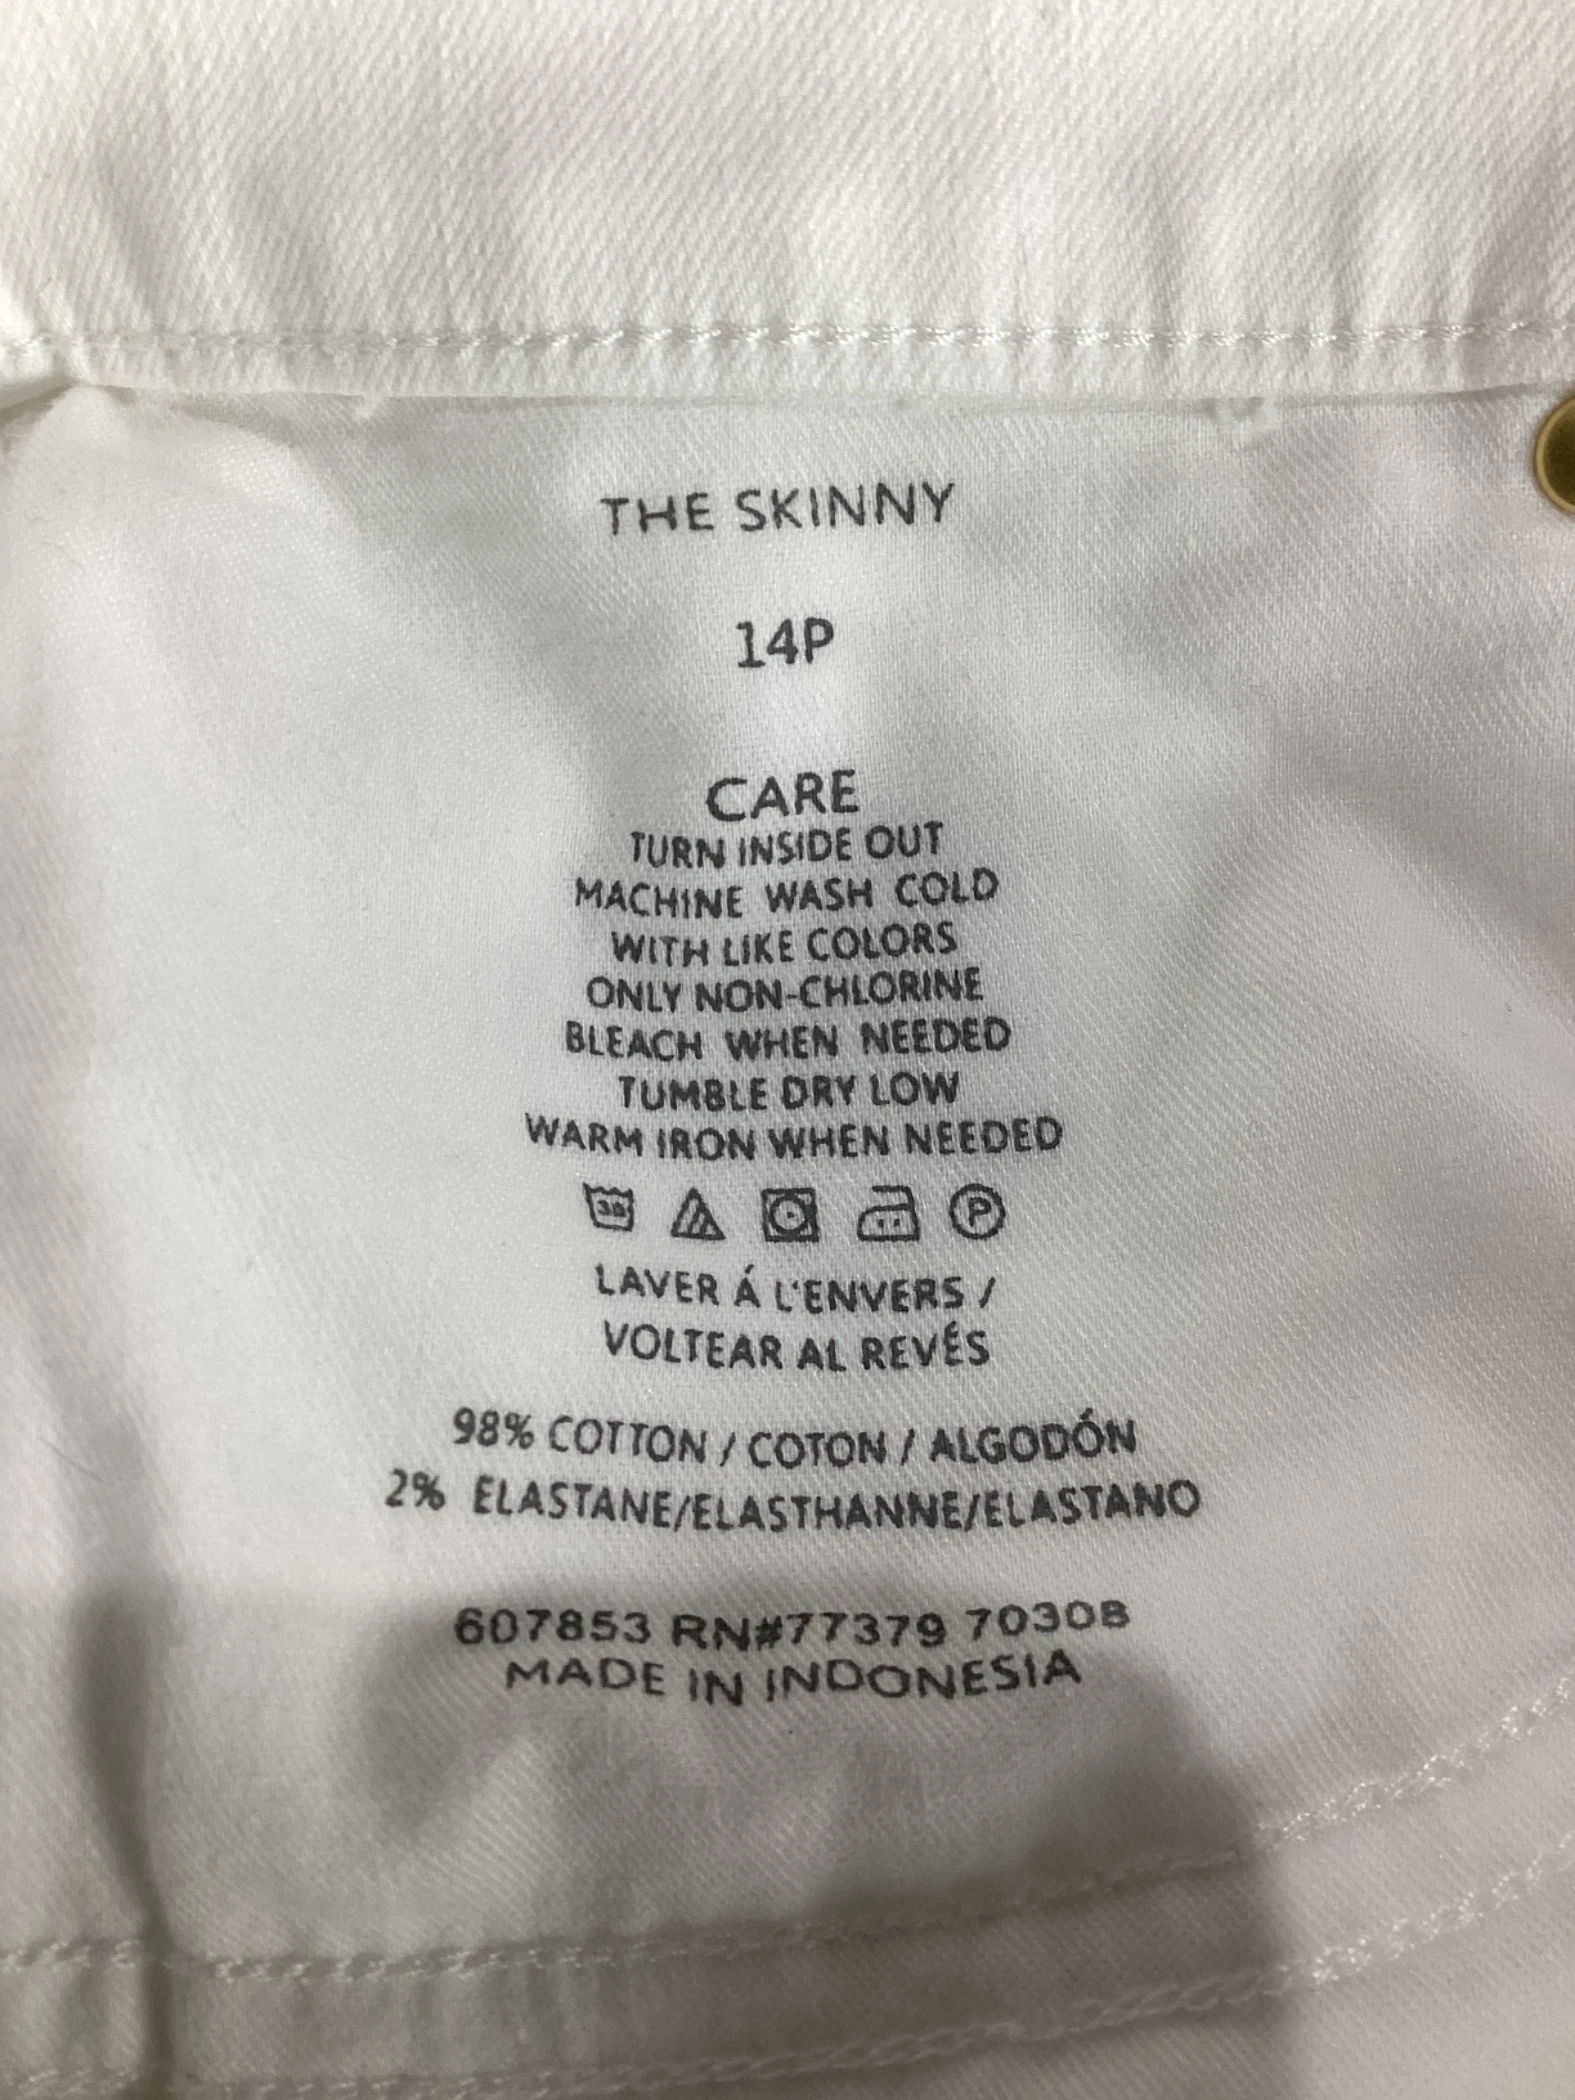 THE SKINNY
14P
CARE
TURN INSIDE OUT
MACHINE WASH COLD
WITH LIKE COLORS
ONLY NON-CHLORINE
BLEACH WHEN NEEDED
TUMBLE DRY LOW
WARM IRON WHEN NEEDED
30 P
LAVER Á L'ENVERS /
VOLTEAR AL REVÉS
98% COTTON / COTON / ALGODÓN
2% ELASTANE/ELASTHANNE/ELASTANO
607853 RN#77379 70308
MADE IN INDONESIA